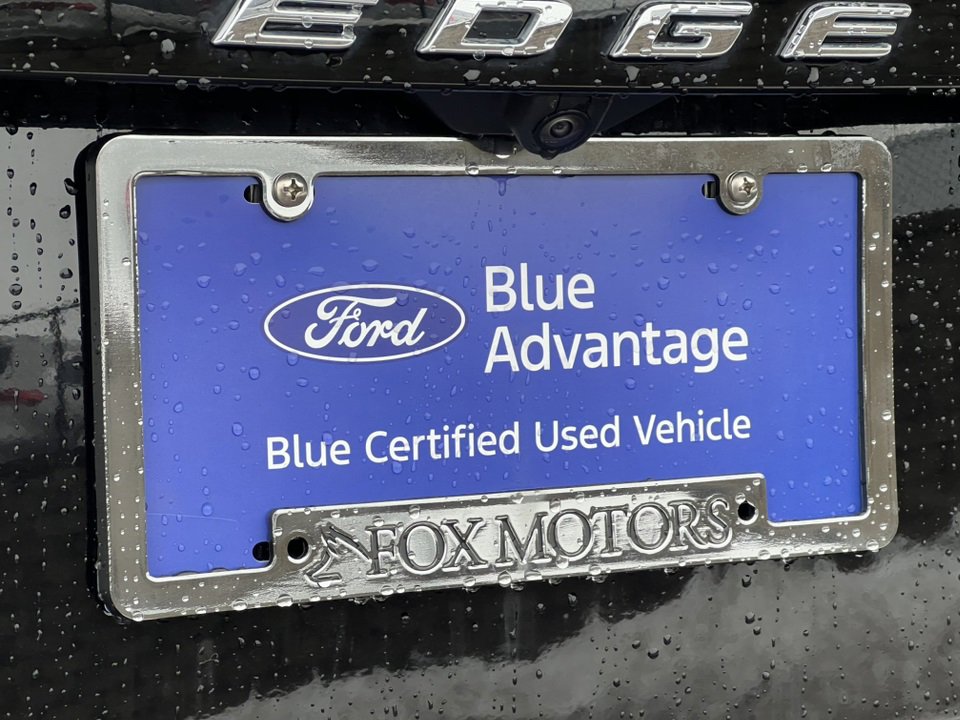 EDGE
Ford
Blue
Advantage
Blue Certified Used Vehicle
FOX MOTORS